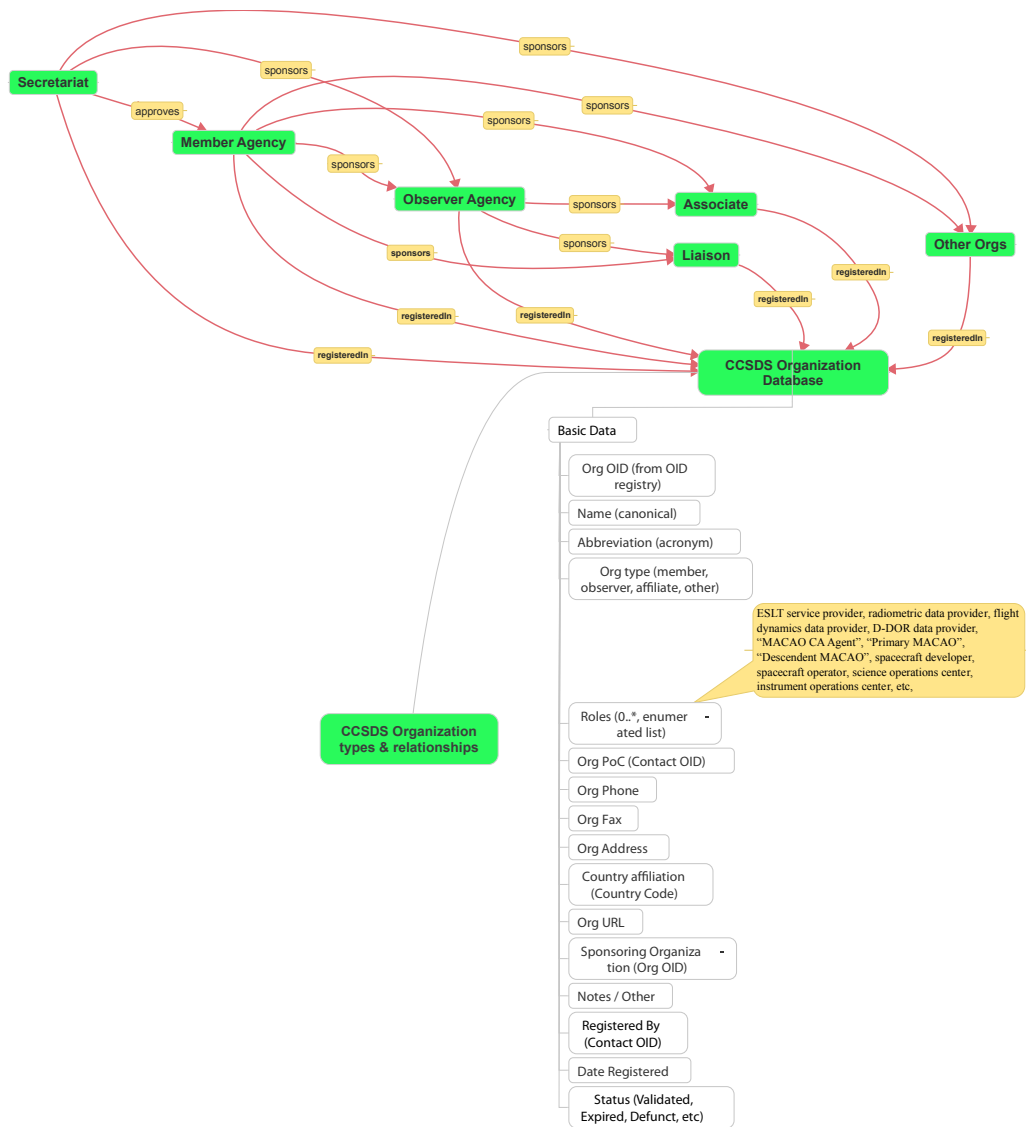 sponsors
sponsors
Secretariat
sponsors
approves
sponsors
Member Agency
sponsors
Observer Agency
sponsors
Associate
sponsors
Other Orgs
sponsors
Liaison
registeredIn
registeredIn
registeredIn
registeredIn
registeredIn
registeredIn
CCSDS Organization
Database
Basic Data
Org OID (from OID
registry)
Name (canonical)
Abbreviation (acronym)
Org type (member,
observer, affiliate, other)
ESLT service provider, radiometric data provider, flight
dynamics data provider, D-DOR data provider,
“MACAO CA Agent”, “Primary MACAO”,
“Descendent MACAO”, spacecraft developer,
spacecraft operator, science operations center,
instrument operations center, etc,
Roles (0..*, enumer -
ated list)
CCSDS Organization
types & relationships
Org PoC (Contact OID)
Org Phone
Org Fax
Org Address
Country affiliation
(Country Code)
Org URL
Sponsoring Organiza -
tion (Org OID)
Notes / Other
Registered By
(Contact OID)
Date Registered
Status (Validated,
Expired, Defunct, etc)